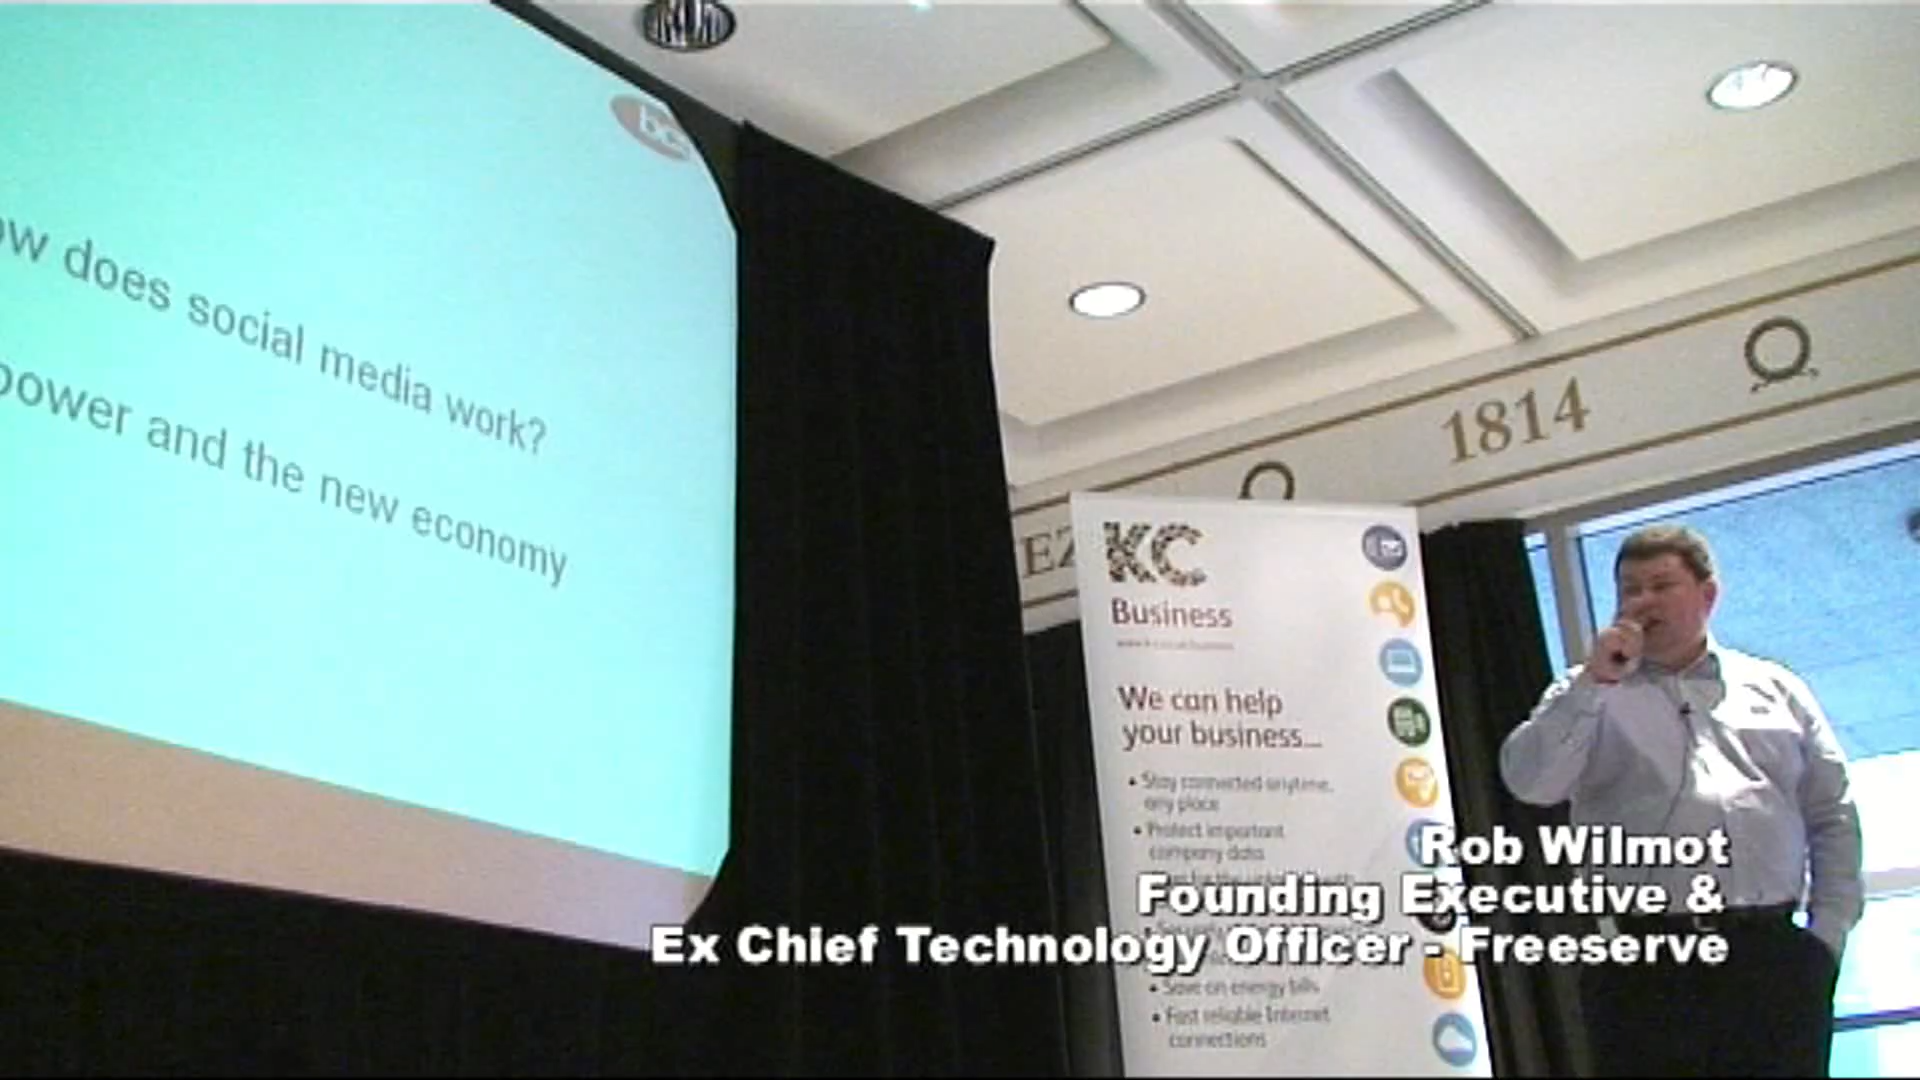 does social media work?
power and the new economy
1814
KC
Business
We can help
your business...
• Stay connected anytime,
any place
• Protect important
company data
Rob Wilmot
Founding Executive &
Ex Chief Technology Officer - Freeserve
• Save on energy bills
• Fast reliable Internet
connections